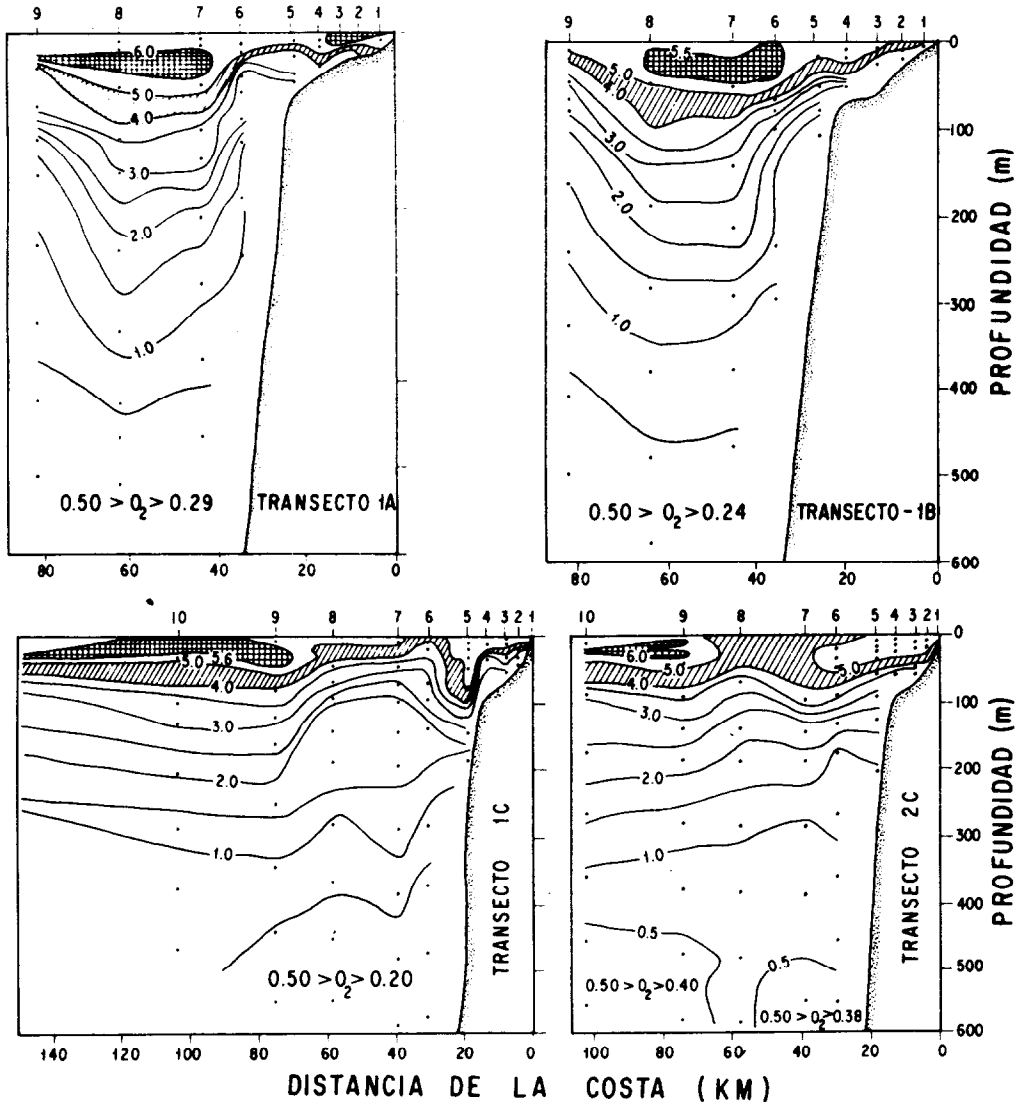 9 8 7 6 5 4 3 2 1
6.0
5.0
4.0
3.0
2.0
1.0
0.50 > O2 > 0.29
TRANSECTO 1A
80 60 40 20 0
9 8 7 6 5 4 3 2 1
5.5
5.0
4.0
3.0
2.0
1.0
0.50 > O2 > 0.24
TRANSECTO - 1B
0
100
200
300
400
500
600
PROFUNDIDAD (m)
80 60 40 20 0
10 9 8 7 6 5 4 3 2 1
5.0 5.6
4.0
3.0
2.0
1.0
0.50 > O2 > 0.20
TRANSECTO 1C
140 120 100 80 60 40 20 0
10 9 8 7 6 5 4 3 2 1
6.0 5.0
5.0
4.0
3.0
2.0
1.0
0.5
0.5
0.50 > O2 > 0.40
0.50 > O2 > 0.38
TRANSECTO 2C
0
100
200
300
400
500
600
PROFUNDIDAD (m)
100 80 60 40 20 0
DISTANCIA DE LA COSTA (KM)